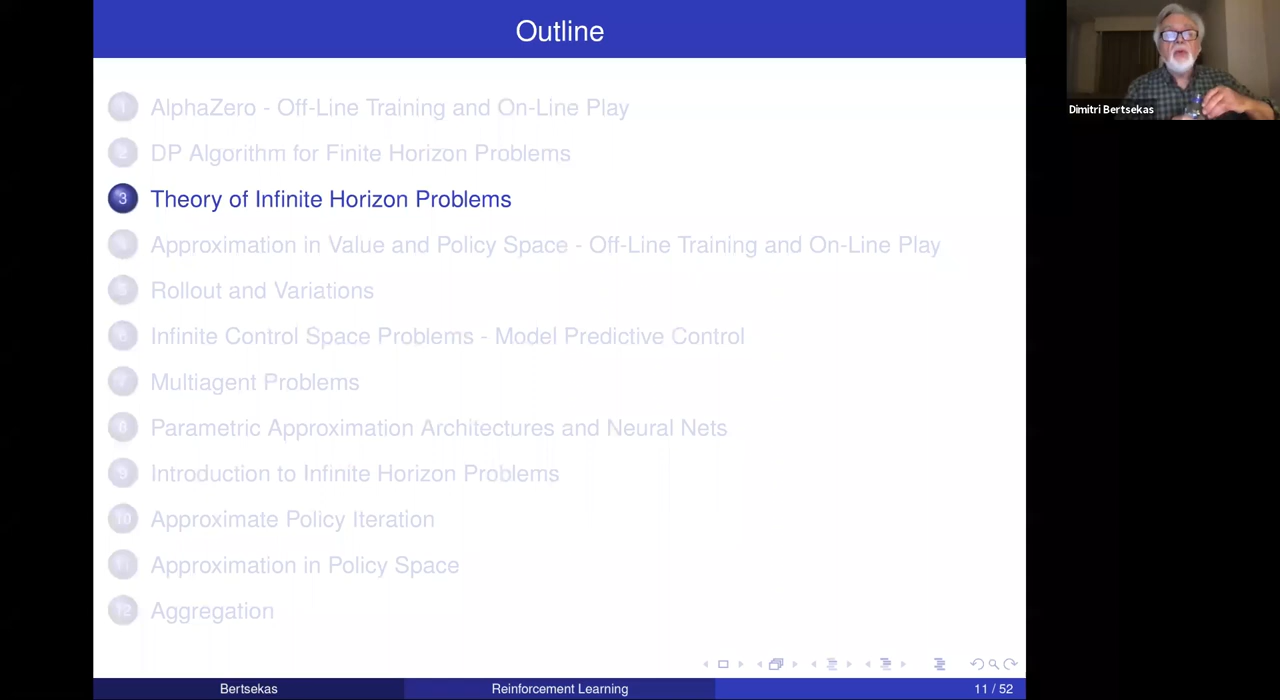 Outline
1 AlphaZero - Off-Line Training and On-Line Play
2 DP Algorithm for Finite Horizon Problems
3 Theory of Infinite Horizon Problems
4 Approximation in Value and Policy Space - Off-Line Training and On-Line Play
5 Rollout and Variations
6 Infinite Control Space Problems - Model Predictive Control
7 Multiagent Problems
8 Parametric Approximation Architectures and Neural Nets
9 Introduction to Infinite Horizon Problems
10 Approximate Policy Iteration
11 Approximation in Policy Space
12 Aggregation
Bertsekas Reinforcement Learning 11 / 52
Dimitri Bertsekas